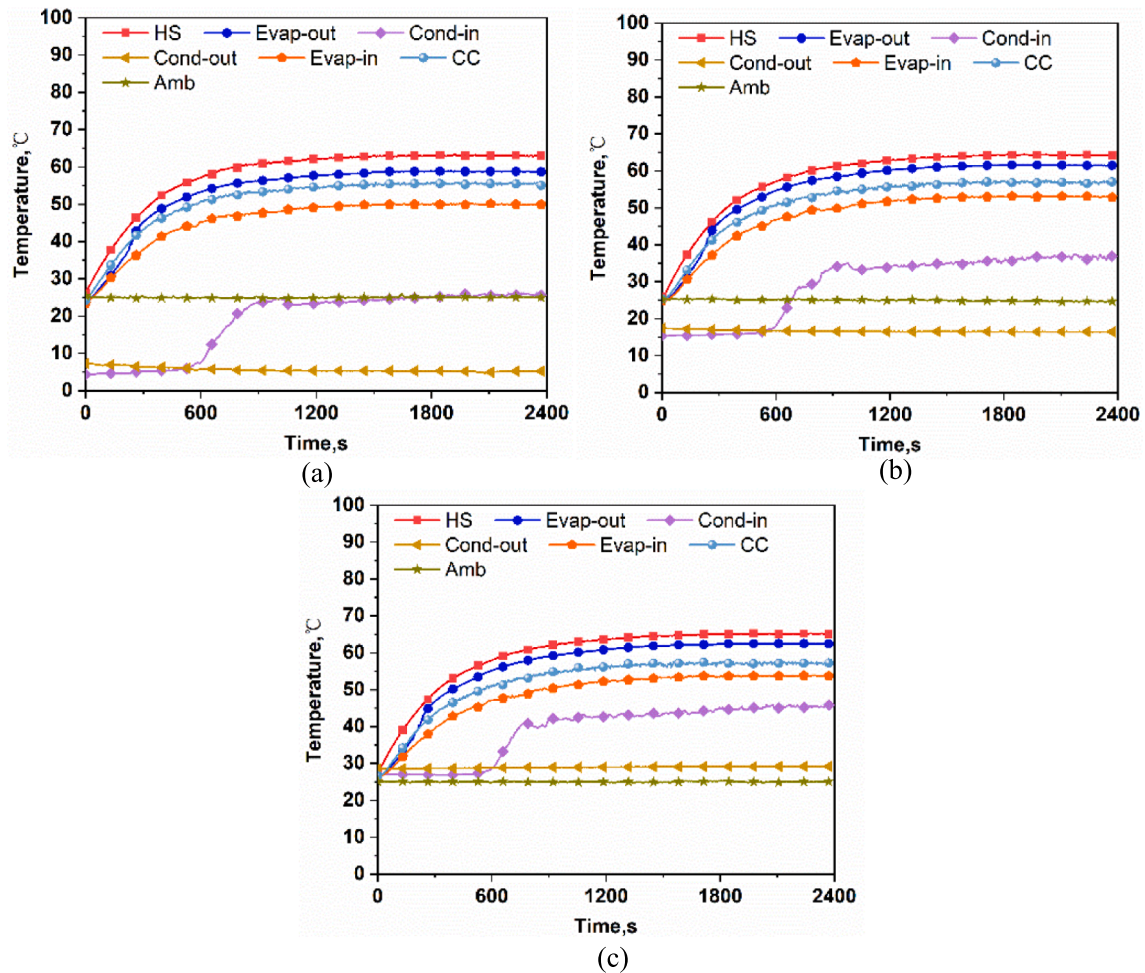 100
HS Evap-out Cond-in
90
Cond-out Evap-in CC
80
Amb
70
60
50
40
30
20
10
0
0 600 1200 1800 2400
Temperature,℃
Time,s
(a)
100
HS Evap-out Cond-in
90
Cond-out Evap-in CC
80
Amb
70
60
50
40
30
20
10
0
0 600 1200 1800 2400
Temperature,℃
Time,s
(b)
100
HS Evap-out Cond-in
90
Cond-out Evap-in CC
80
Amb
70
60
50
40
30
20
10
0
0 600 1200 1800 2400
Temperature,℃
Time,s
(c)